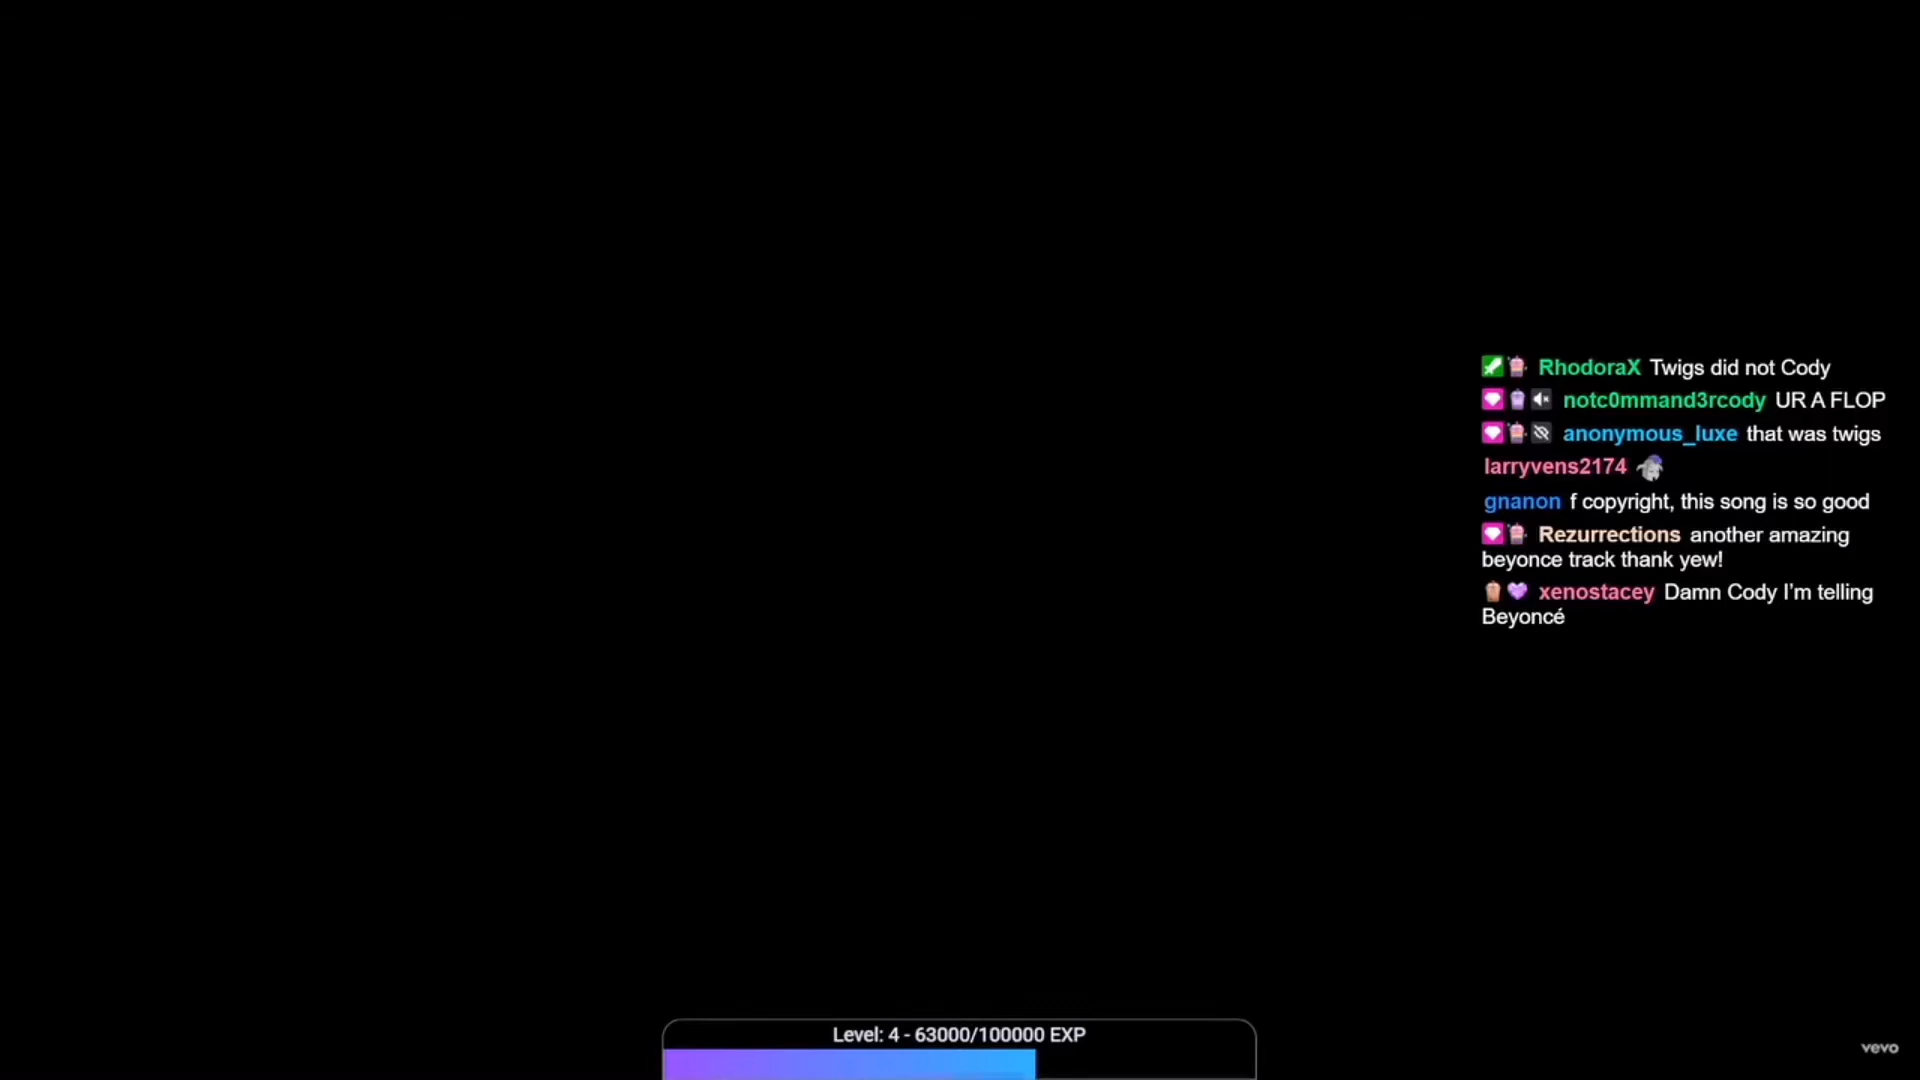 RhodoraX Twigs did not Cody
notc0mmand3rcody UR A FLOP
anonymous_luxe that was twigs
larryvens2174
gnanon f copyright, this song is so good
Rezurrections another amazing
beyonce track thank yew!
xenostacey Damn Cody I'm telling
Beyoncé
Level: 4 - 63000/100000 EXP
vevo